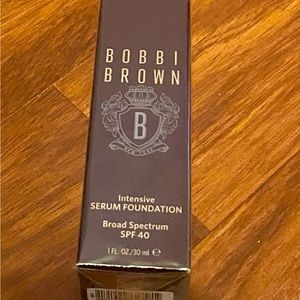 BOBBI
BROWN
B
NEW YORK
Intensive
SERUM FOUNDATION
Broad Spectrum
SPF 40
1 FL. OZ./30 ml ℮